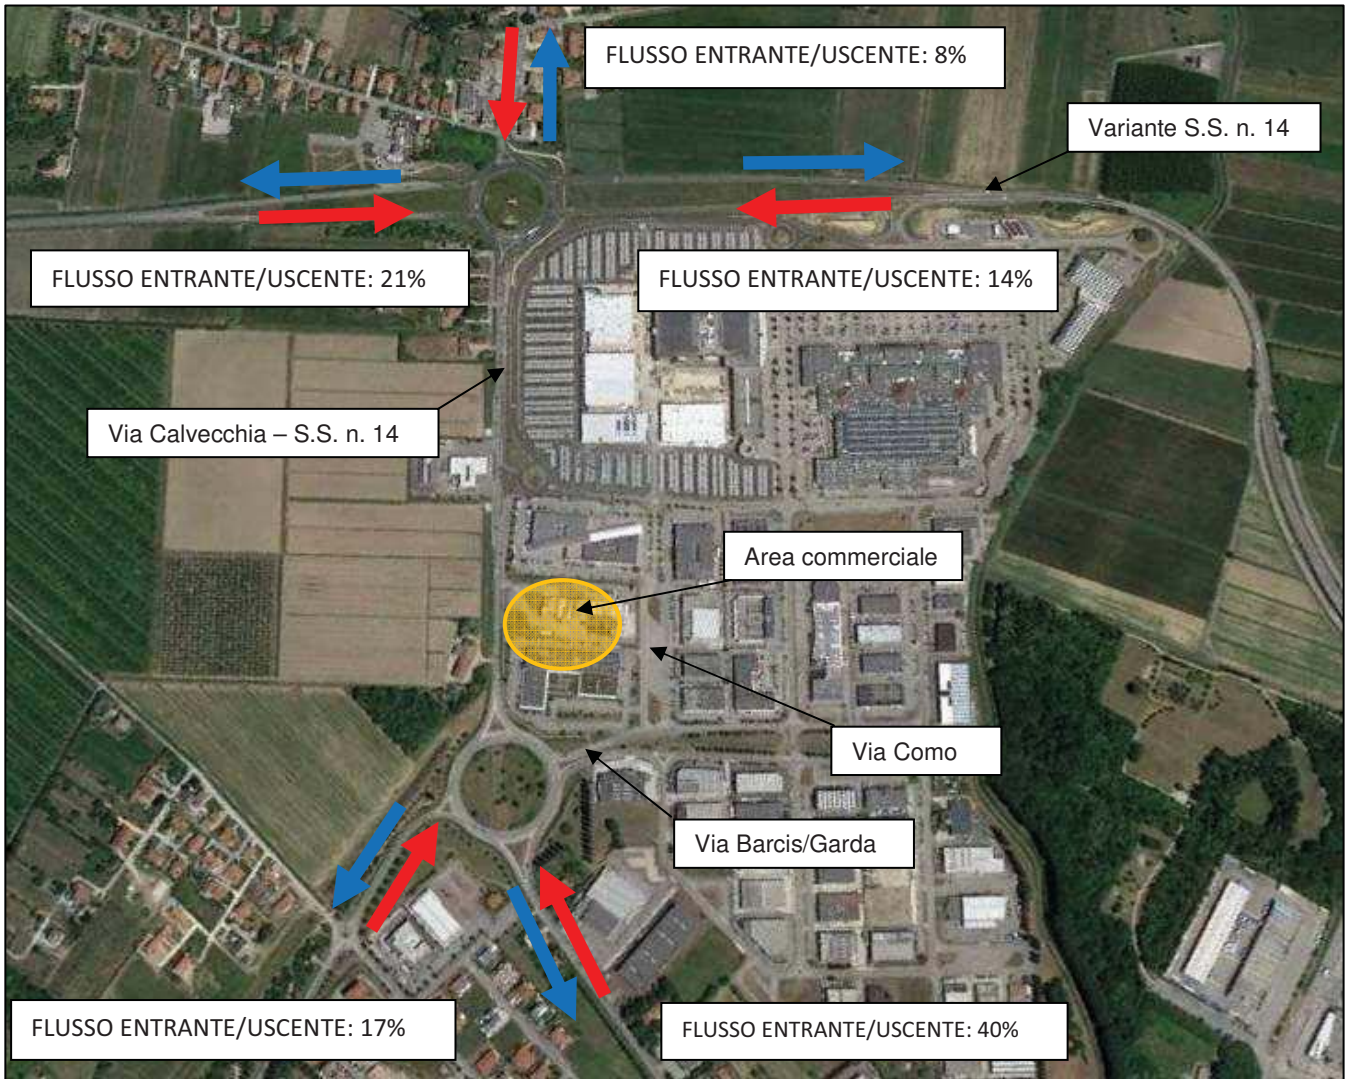 FLUSSO ENTRANTE/USCENTE: 8%
Variante S.S. n. 14
FLUSSO ENTRANTE/USCENTE: 21%
FLUSSO ENTRANTE/USCENTE: 14%
Via Calvecchia – S.S. n. 14
Area commerciale
Via Como
Via Barcis/Garda
FLUSSO ENTRANTE/USCENTE: 17%
FLUSSO ENTRANTE/USCENTE: 40%